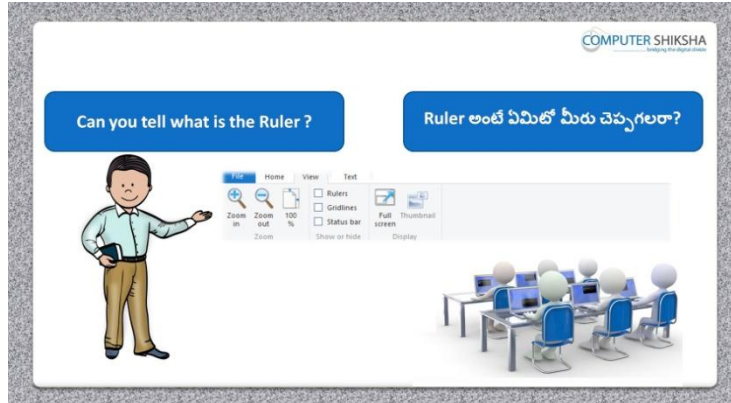 COMPUTER SHIKSHA
bridging the digital divide
Can you tell what is the Ruler ?
Ruler అంటే ఏమిటో మీరు చెప్పగలరా?
File Home View Text
Zoom in
Zoom out
100 %
Rulers
Gridlines
Status bar
Full screen
Thumbnail
Zoom
Show or hide
Display